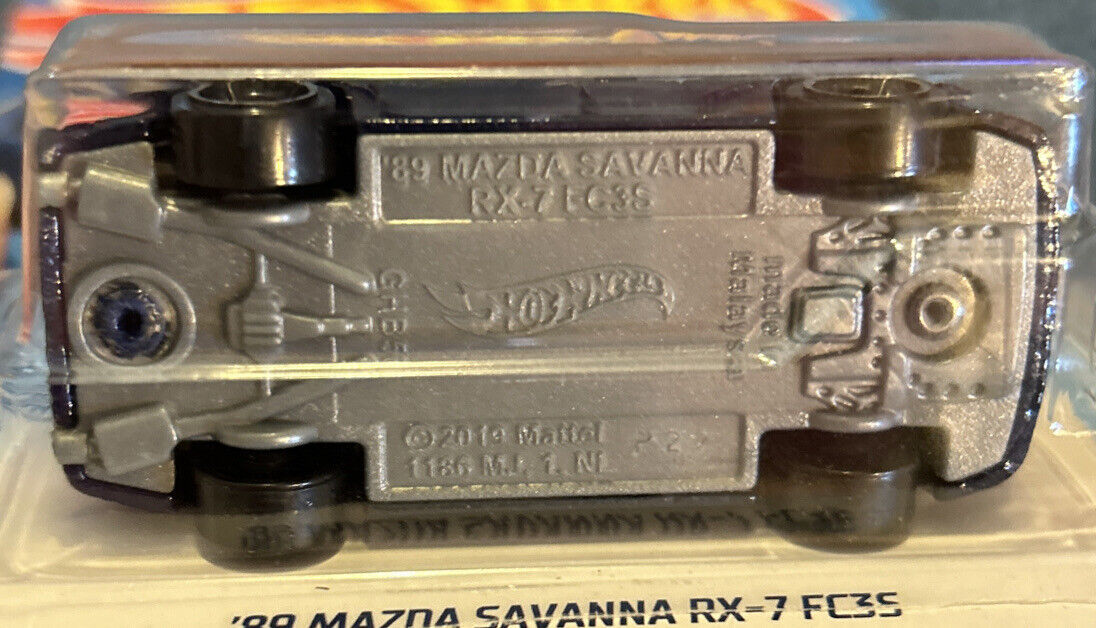 '89 MAZDA SAVANNA
RX-7 FC3S
HOT WHEELS
Made in
Malaysia
©2019 Mattel
1186 MJ, 1, NL
'89 MAZDA SAVANNA RX-7 FC3S